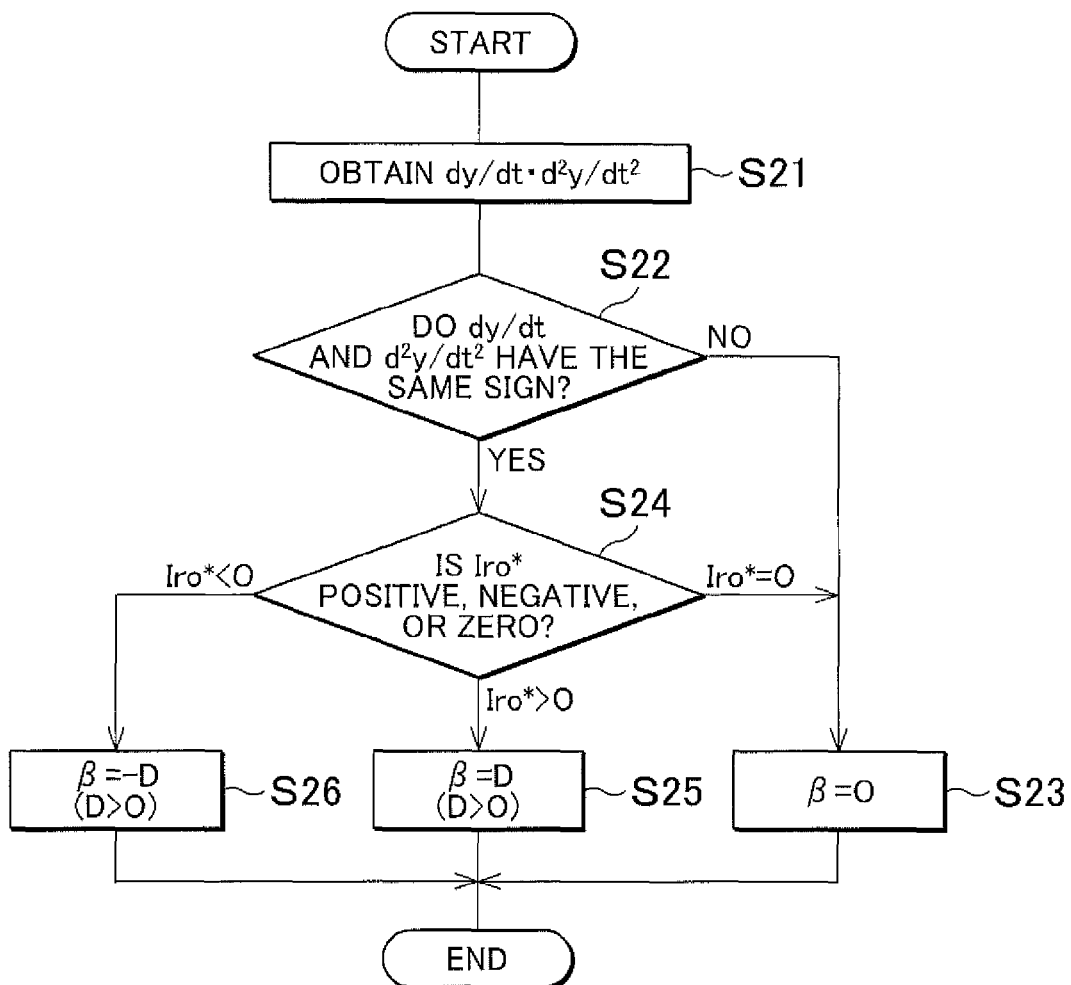 START
OBTAIN dy/dt・d²y/dt²
S21
S22
DO dy/dt
AND d²y/dt² HAVE THE
SAME SIGN?
NO
YES
S24
IS Iro*
POSITIVE, NEGATIVE,
OR ZERO?
Iro*<0
Iro*=0
Iro*>0
β=-D
(D>0)
S26
β=D
(D>0)
S25
β=0
S23
END